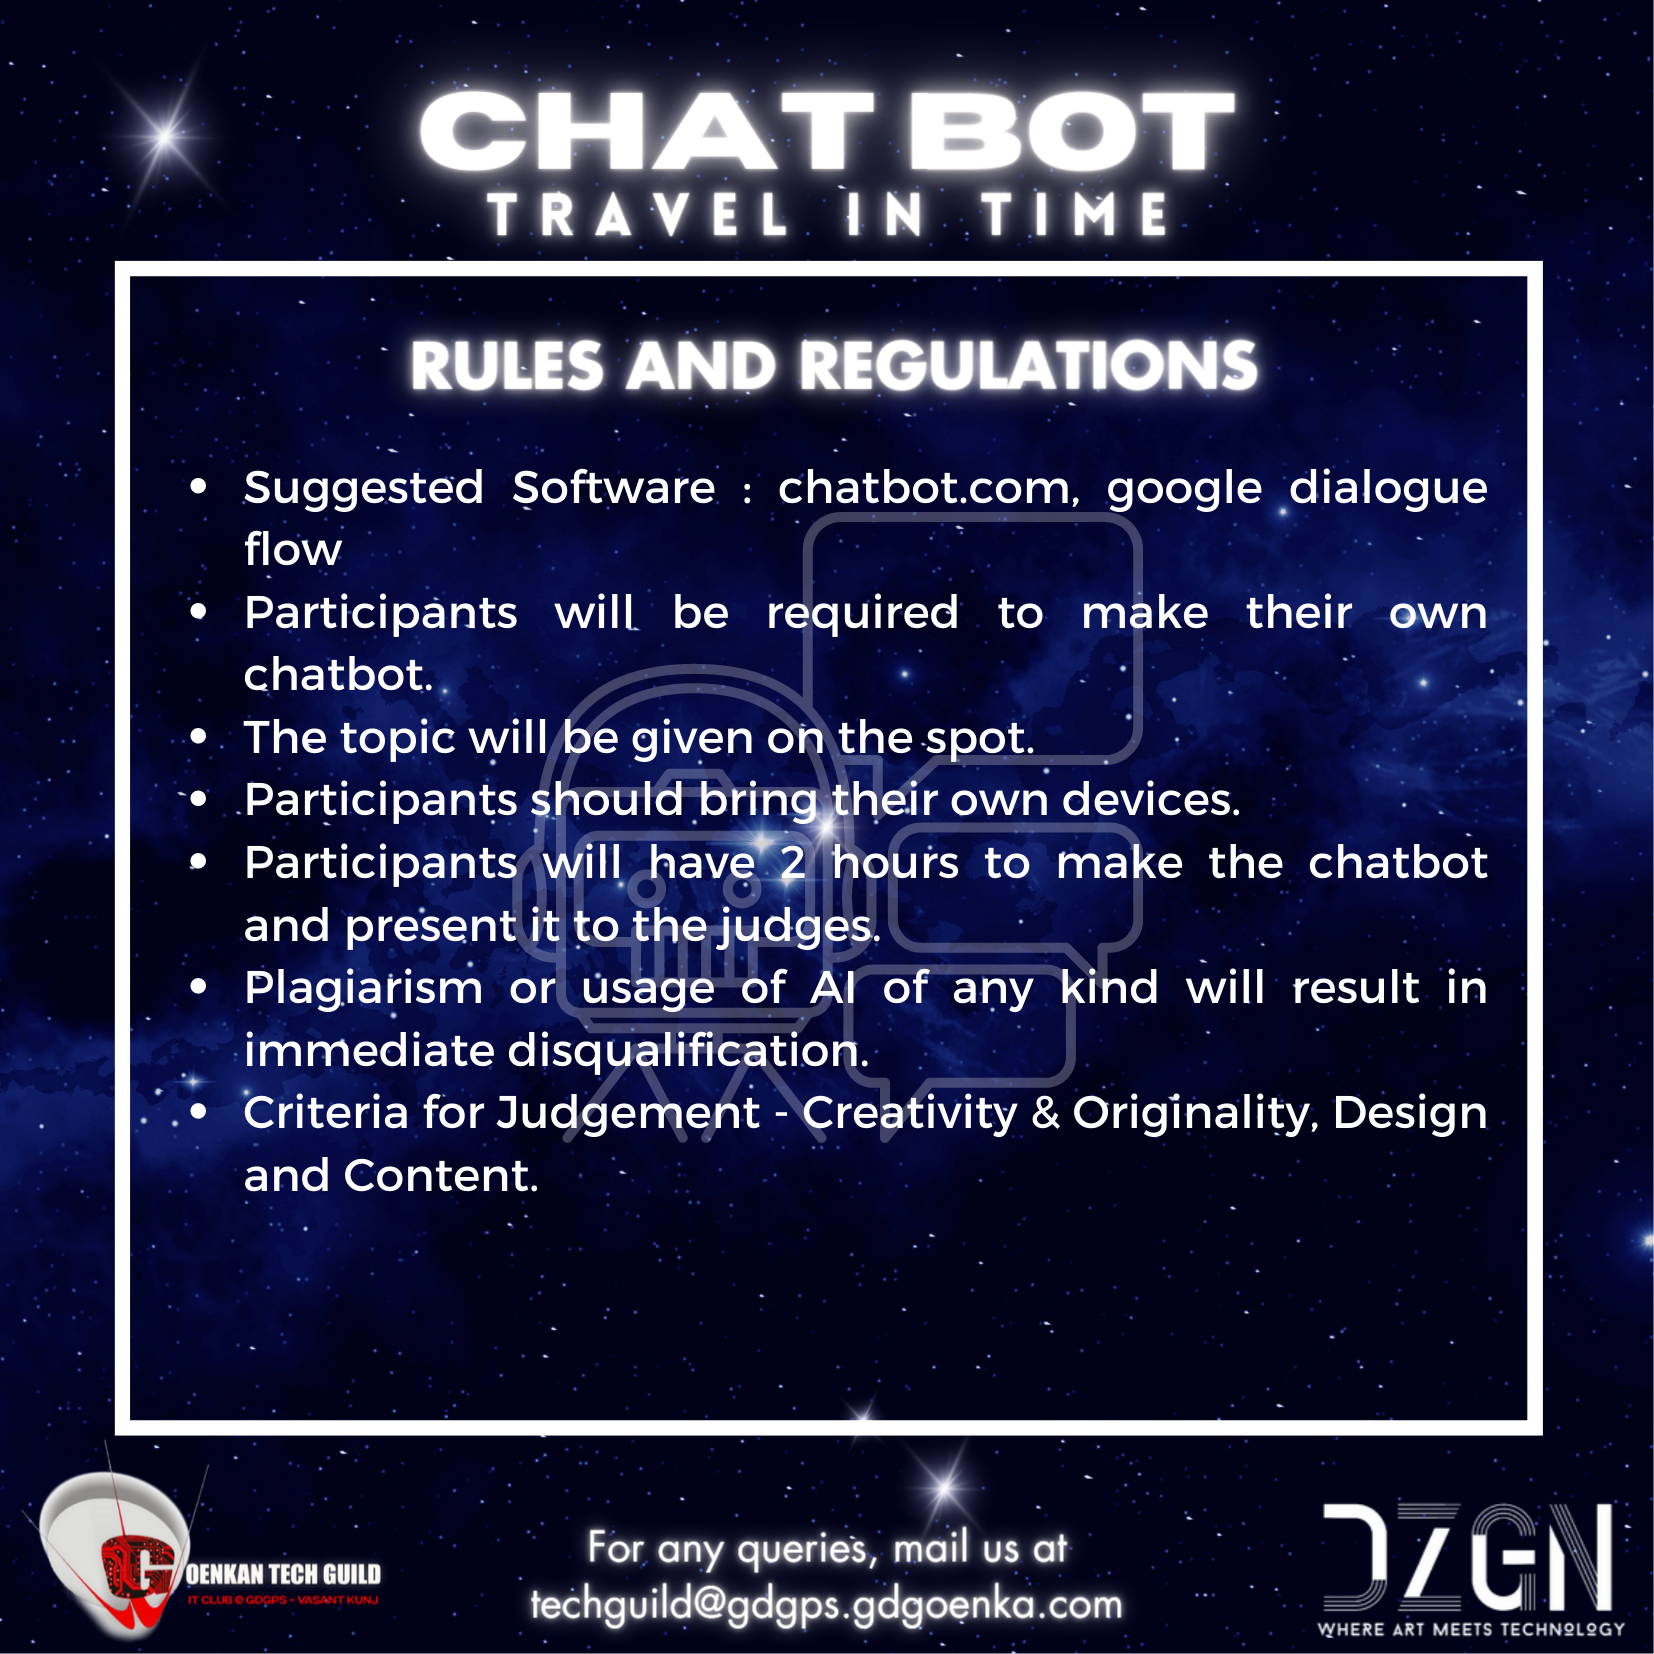 CHAT BOT
TRAVEL IN TIME
RULES AND REGULATIONS
• Suggested Software : chatbot.com, google dialogue
flow
• Participants will be required to make their own
chatbot.
• The topic will be given on the spot.
• Participants should bring their own devices.
• Participants will have 2 hours to make the chatbot
and present it to the judges.
• Plagiarism or usage of AI of any kind will result in
immediate disqualification.
• Criteria for Judgement - Creativity & Originality, Design
and Content.
GOENKAN TECH GUILD
IT CLUB @ GDGPS - VASANT KUNJ
For any queries, mail us at
techguild@gdgps.gdgoenka.com
DZGN
WHERE ART MEETS TECHNOLOGY